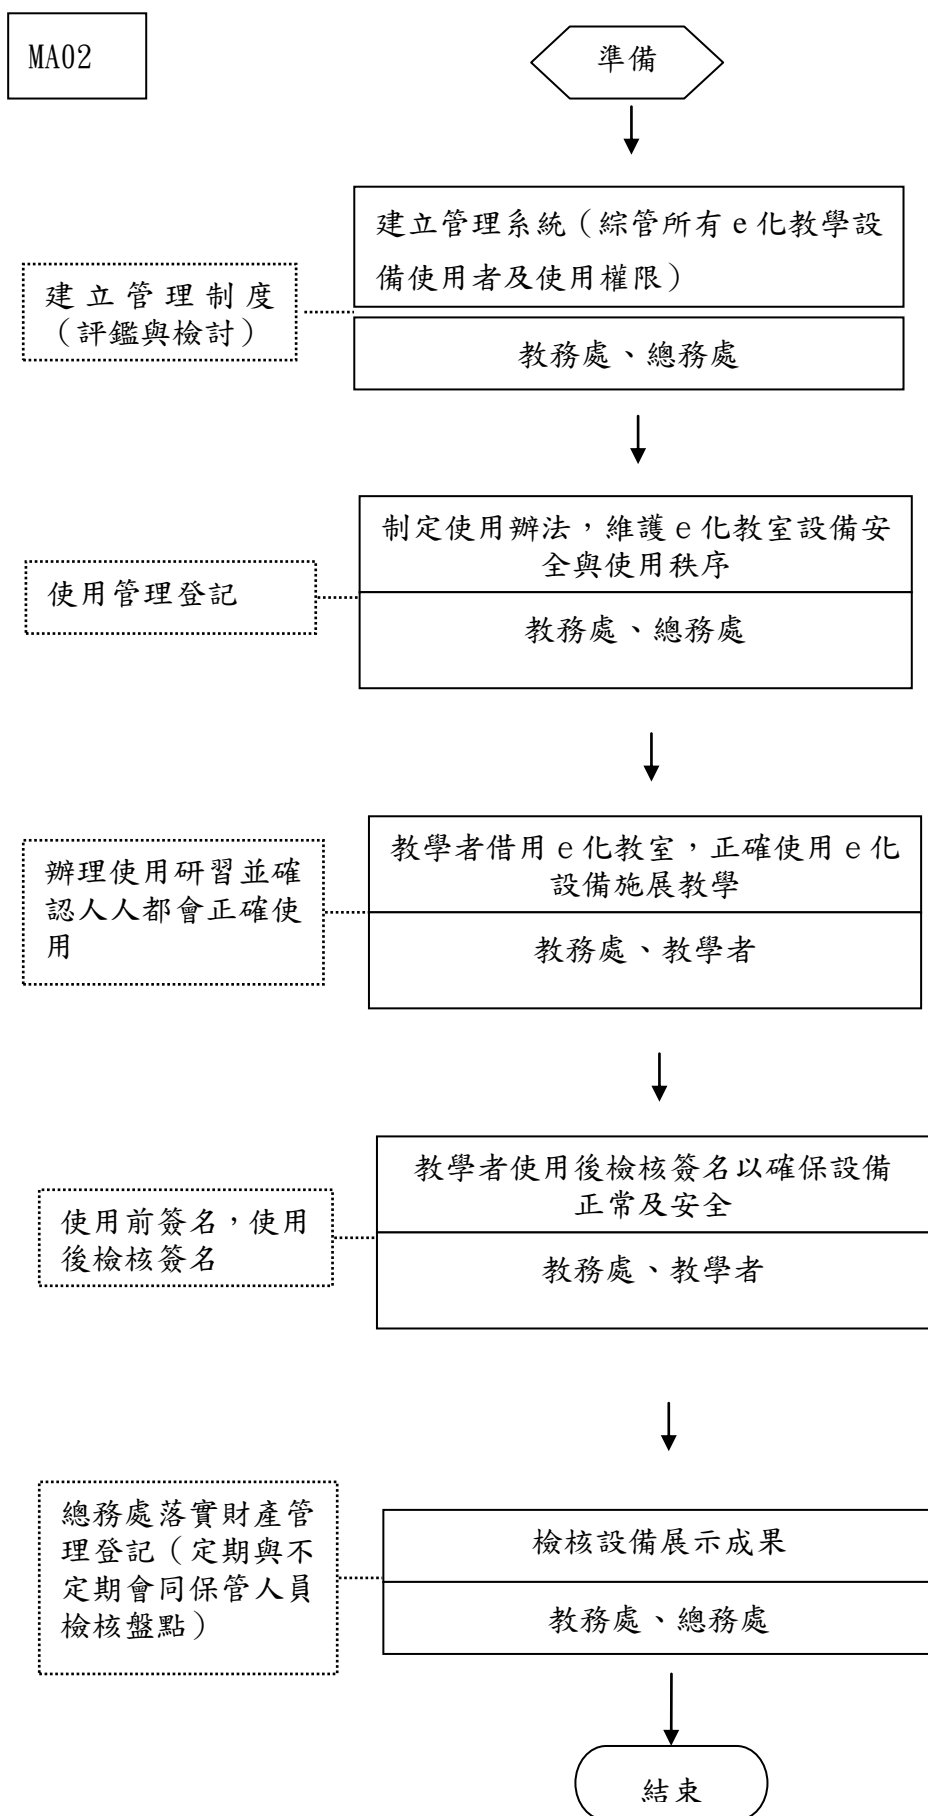 MA02
準備
建立管理系統（綜管所有 e 化教學設
備使用者及使用權限）
建立管理制度
（評鑑與檢討）
教務處、總務處
制定使用辦法，維護 e 化教室設備安
全與使用秩序
使用管理登記
教務處、總務處
教學者借用 e 化教室，正確使用 e 化
設備施展教學
辦理使用研習並確
認人人都會正確使
用
教務處、教學者
教學者使用後檢核簽名以確保設備
正常及安全
使用前簽名，使用
後檢核簽名
教務處、教學者
總務處落實財產管
理登記（定期與不
定期會同保管人員
檢核盤點）
檢核設備展示成果
教務處、總務處
結束